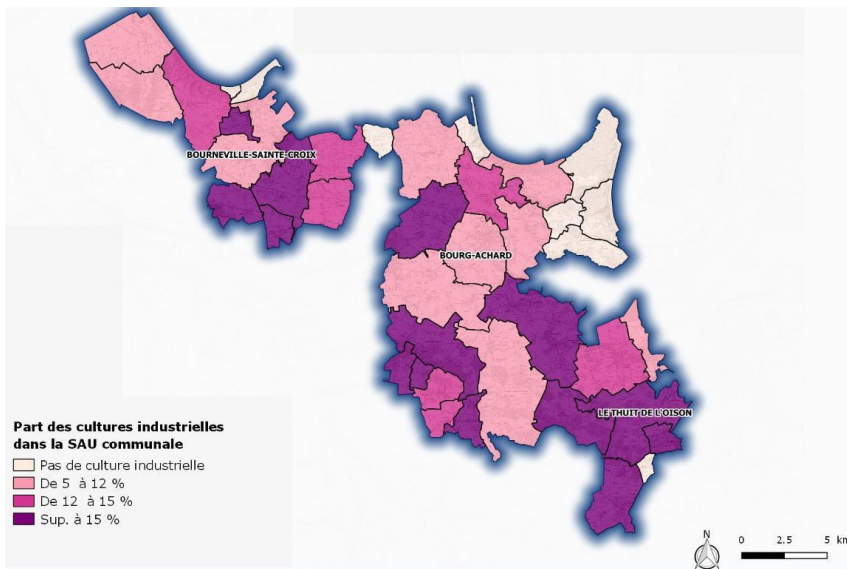 BOURNEVILLE-SAINTE-CROIX
BOURG-ACHARD
LE THUIT DE L'OISON
Part des cultures industrielles
dans la SAU communale
Pas de culture industrielle
De 5 à 12 %
De 12 à 15 %
Sup. à 15 %
N
0 2.5 5 km